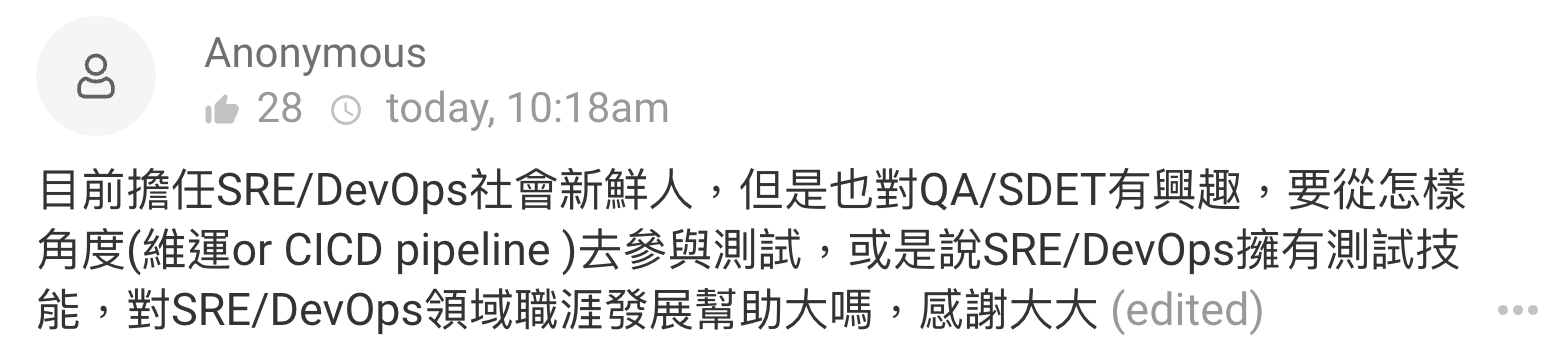 Anonymous
28 today, 10:18am
目前擔任SRE/DevOps社會新鮮人，但是也對QA/SDET有興趣，要從怎樣
角度(維運or CICD pipeline )去參與測試，或是說SRE/DevOps擁有測試技
能，對SRE/DevOps領域職涯發展幫助大嗎，感謝大大 (edited)